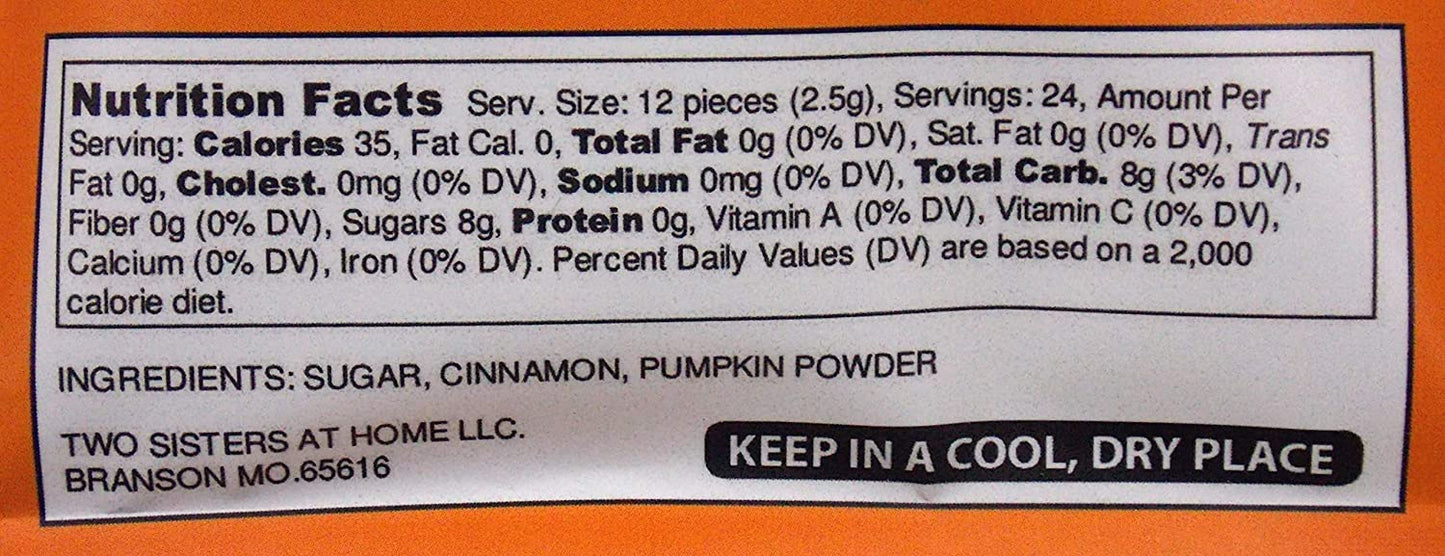 Nutrition Facts Serv. Size: 12 pieces (2.5g), Servings: 24, Amount Per
Serving: Calories 35, Fat Cal. 0, Total Fat 0g (0% DV), Sat. Fat 0g (0% DV), Trans
Fat 0g, Cholest. 0mg (0% DV), Sodium 0mg (0% DV), Total Carb. 8g (3% DV),
Fiber 0g (0% DV), Sugars 8g, Protein 0g, Vitamin A (0% DV), Vitamin C (0% DV),
Calcium (0% DV), Iron (0% DV). Percent Daily Values (DV) are based on a 2,000
calorie diet.
INGREDIENTS: SUGAR, CINNAMON, PUMPKIN POWDER
TWO SISTERS AT HOME LLC.
BRANSON MO.65616
KEEP IN A COOL, DRY PLACE